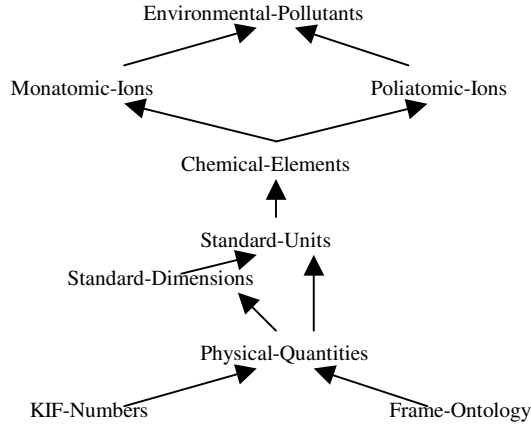 Environmental-Pollutants
Monatomic-Ions
Poliatomic-Ions
Chemical-Elements
Standard-Units
Standard-Dimensions
Physical-Quantities
KIF-Numbers
Frame-Ontology